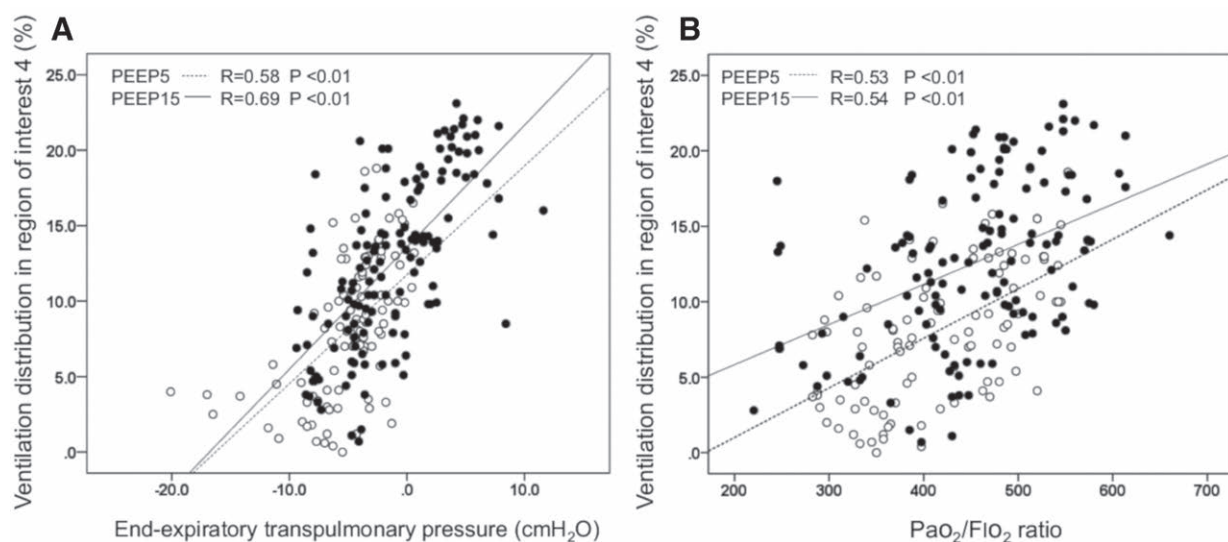 A
Ventilation distribution in region of interest 4 (%)
PEEP5 R=0.58 P <0.01
PEEP15 R=0.69 P <0.01
25.0
20.0
15.0
10.0
5.0
.0
-20.0 -10.0 .0 10.0
End-expiratory transpulmonary pressure (cmH₂O)
B
Ventilation distribution in region of interest 4 (%)
PEEP5 R=0.53 P <0.01
PEEP15 R=0.54 P <0.01
25.0
20.0
15.0
10.0
5.0
.0
200 300 400 500 600 700
Pao₂/FIo₂ ratio